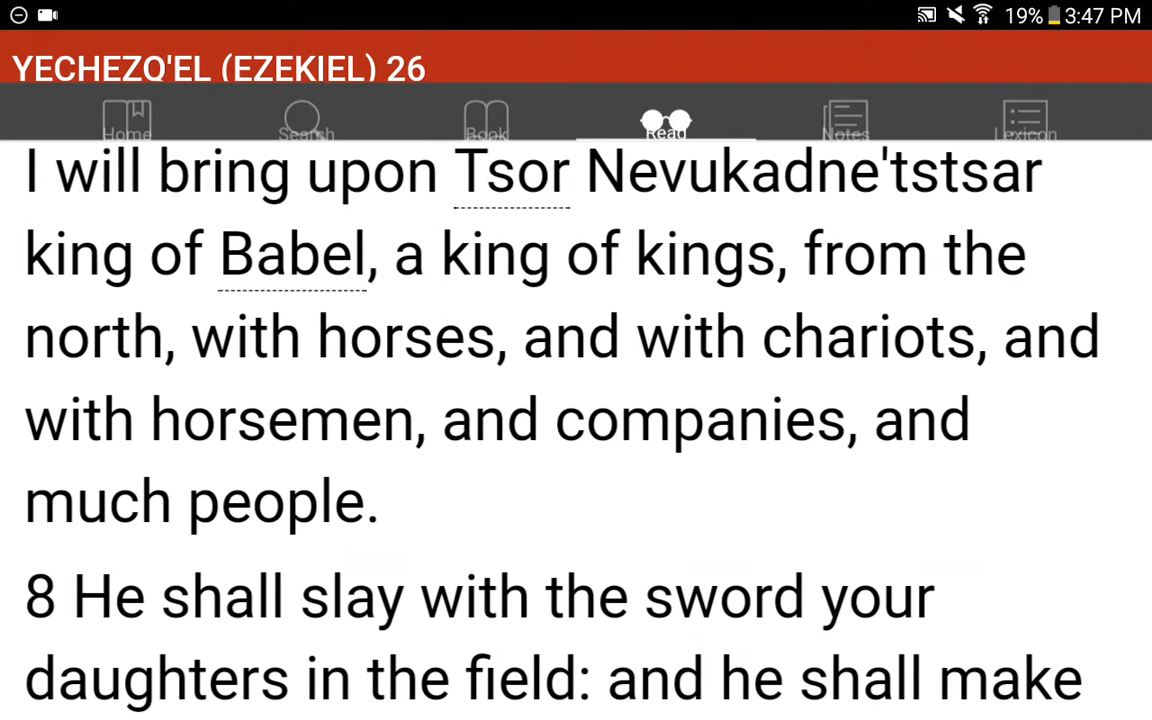 19% 3:47 PM
YECHEZQ'EL (EZEKIEL) 26
Home Search Book Read Notes Lexicon
I will bring upon Tsor Nevukadne'tstsar
king of Babel, a king of kings, from the
north, with horses, and with chariots, and
with horsemen, and companies, and
much people.
8 He shall slay with the sword your
daughters in the field: and he shall make